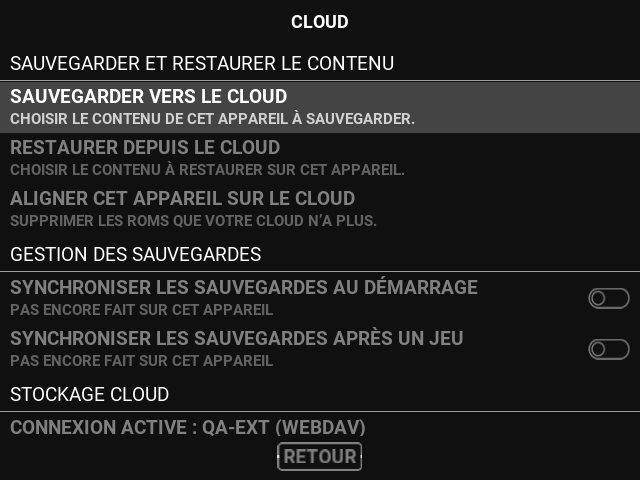 CLOUD
SAUVEGARDER ET RESTAURER LE CONTENU
SAUVEGARDER VERS LE CLOUD
CHOISIR LE CONTENU DE CET APPAREIL À SAUVEGARDER.
RESTAURER DEPUIS LE CLOUD
CHOISIR LE CONTENU À RESTAURER SUR CET APPAREIL.
ALIGNER CET APPAREIL SUR LE CLOUD
SUPPRIMER LES ROMS QUE VOTRE CLOUD N’A PLUS.
GESTION DES SAUVEGARDES
SYNCHRONISER LES SAUVEGARDES AU DÉMARRAGE
PAS ENCORE FAIT SUR CET APPAREIL
SYNCHRONISER LES SAUVEGARDES APRÈS UN JEU
PAS ENCORE FAIT SUR CET APPAREIL
STOCKAGE CLOUD
CONNEXION ACTIVE : QA-EXT (WEBDAV)
RETOUR